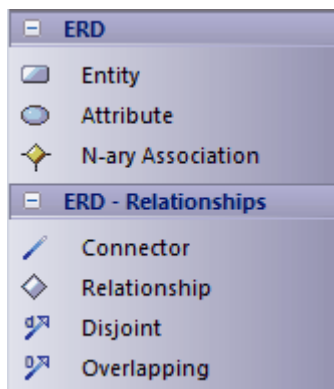 ERD
Entity
Attribute
N-ary Association
ERD - Relationships
Connector
Relationship
Disjoint
Overlapping